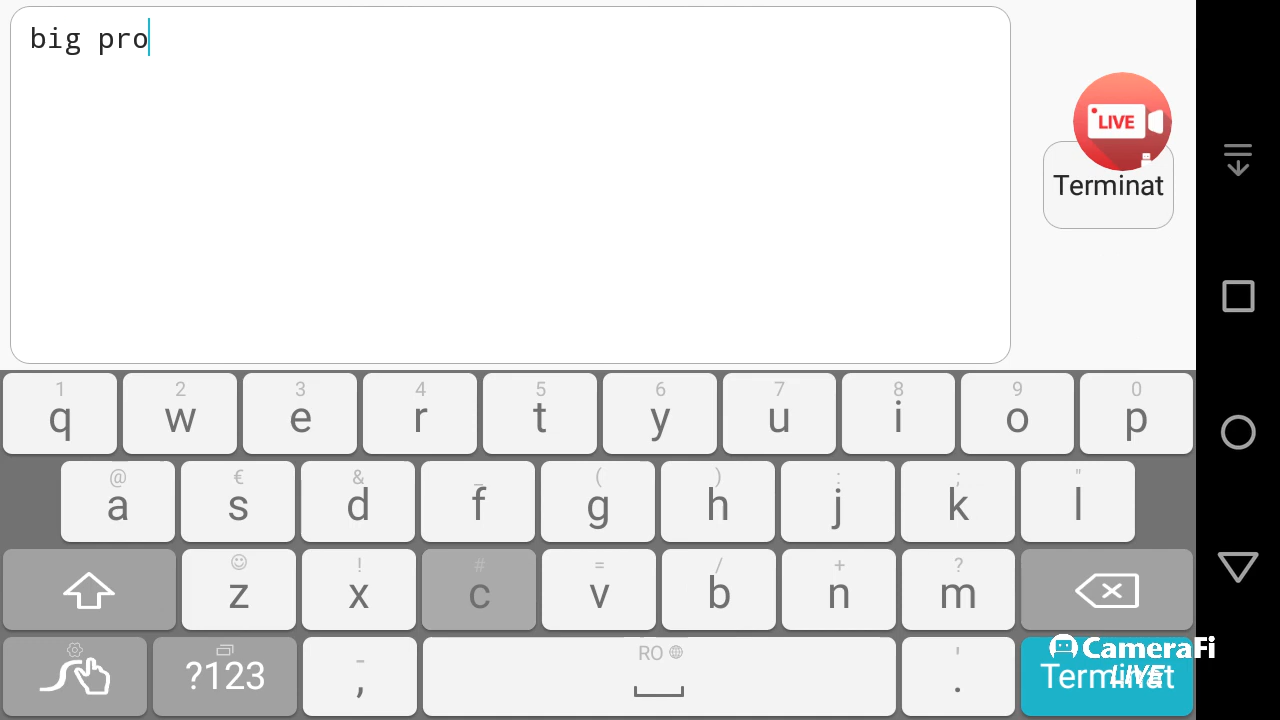 big pro
LIVE
Terminat
1 2 3 4 5 6 7 8 9 0
q w e r t y u i o p
@ € & _ ( ) : ; "
a s d f g h j k l
! # = / + ?
z x c v b n m
- RO '
?123 , . Terminat
CameraFi
LIVE